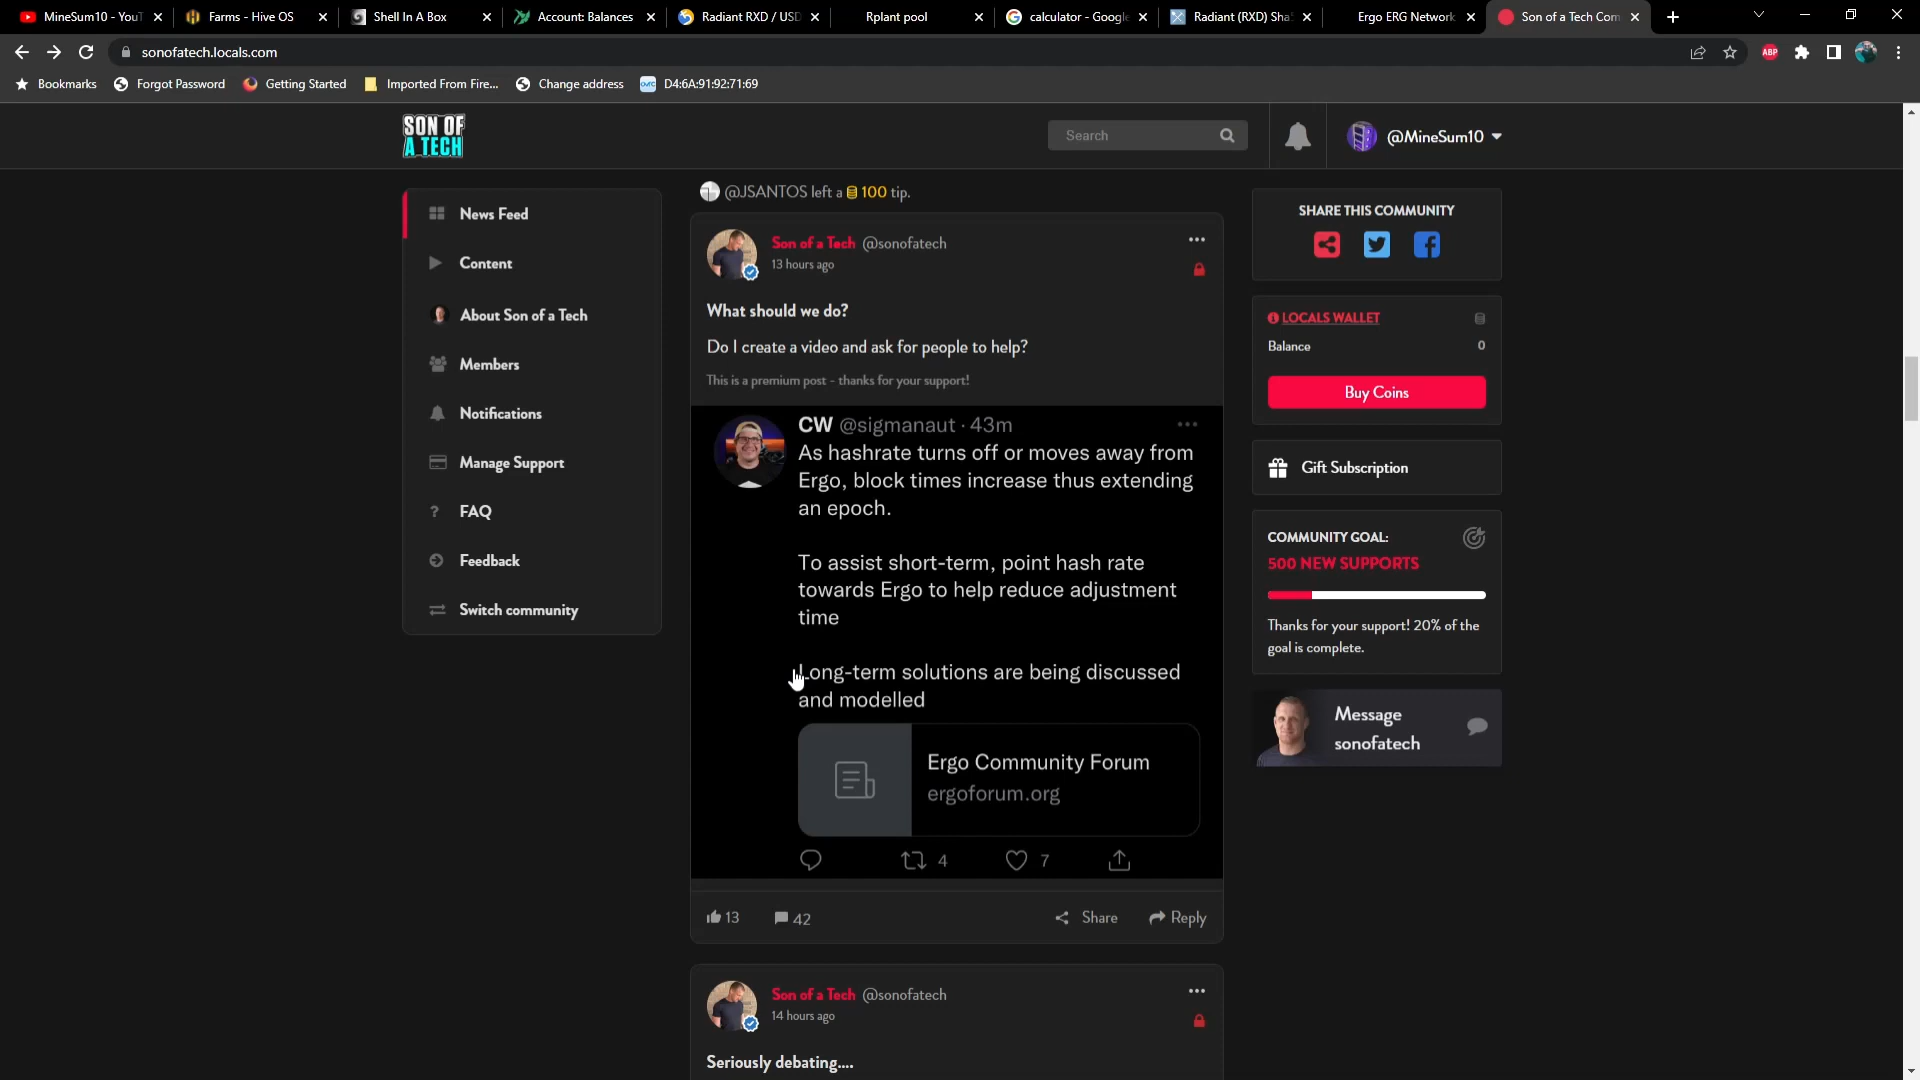 MineSum10 - YouT
Farms - Hive OS
Shell In A Box
Account: Balances
Radiant RXD / USD
Rplant pool
calculator - Google
Radiant (RXD) Sha
Ergo ERG Network
Son of a Tech Com
sonofatech.locals.com
ABP
Bookmarks
Forgot Password
Getting Started
Imported From Fire...
Change address
D4:6A:91:92:71:69
SON OF
A TECH
Search
@MineSum10
News Feed
Content
About Son of a Tech
Members
Notifications
Manage Support
? FAQ
Feedback
Switch community
@JSANTOS left a 100 tip.
Son of a Tech @sonofatech
13 hours ago
What should we do?
Do I create a video and ask for people to help?
This is a premium post - thanks for your support!
CW @sigmanaut · 43m
As hashrate turns off or moves away from
Ergo, block times increase thus extending
an epoch.
To assist short-term, point hash rate
towards Ergo to help reduce adjustment
time
Long-term solutions are being discussed
and modelled
Ergo Community Forum
ergoforum.org
4
7
13
42
Share
Reply
Son of a Tech @sonofatech
14 hours ago
Seriously debating....
SHARE THIS COMMUNITY
LOCALS WALLET
Balance 0
Buy Coins
Gift Subscription
COMMUNITY GOAL:
500 NEW SUPPORTS
Thanks for your support! 20% of the
goal is complete.
Message
sonofatech